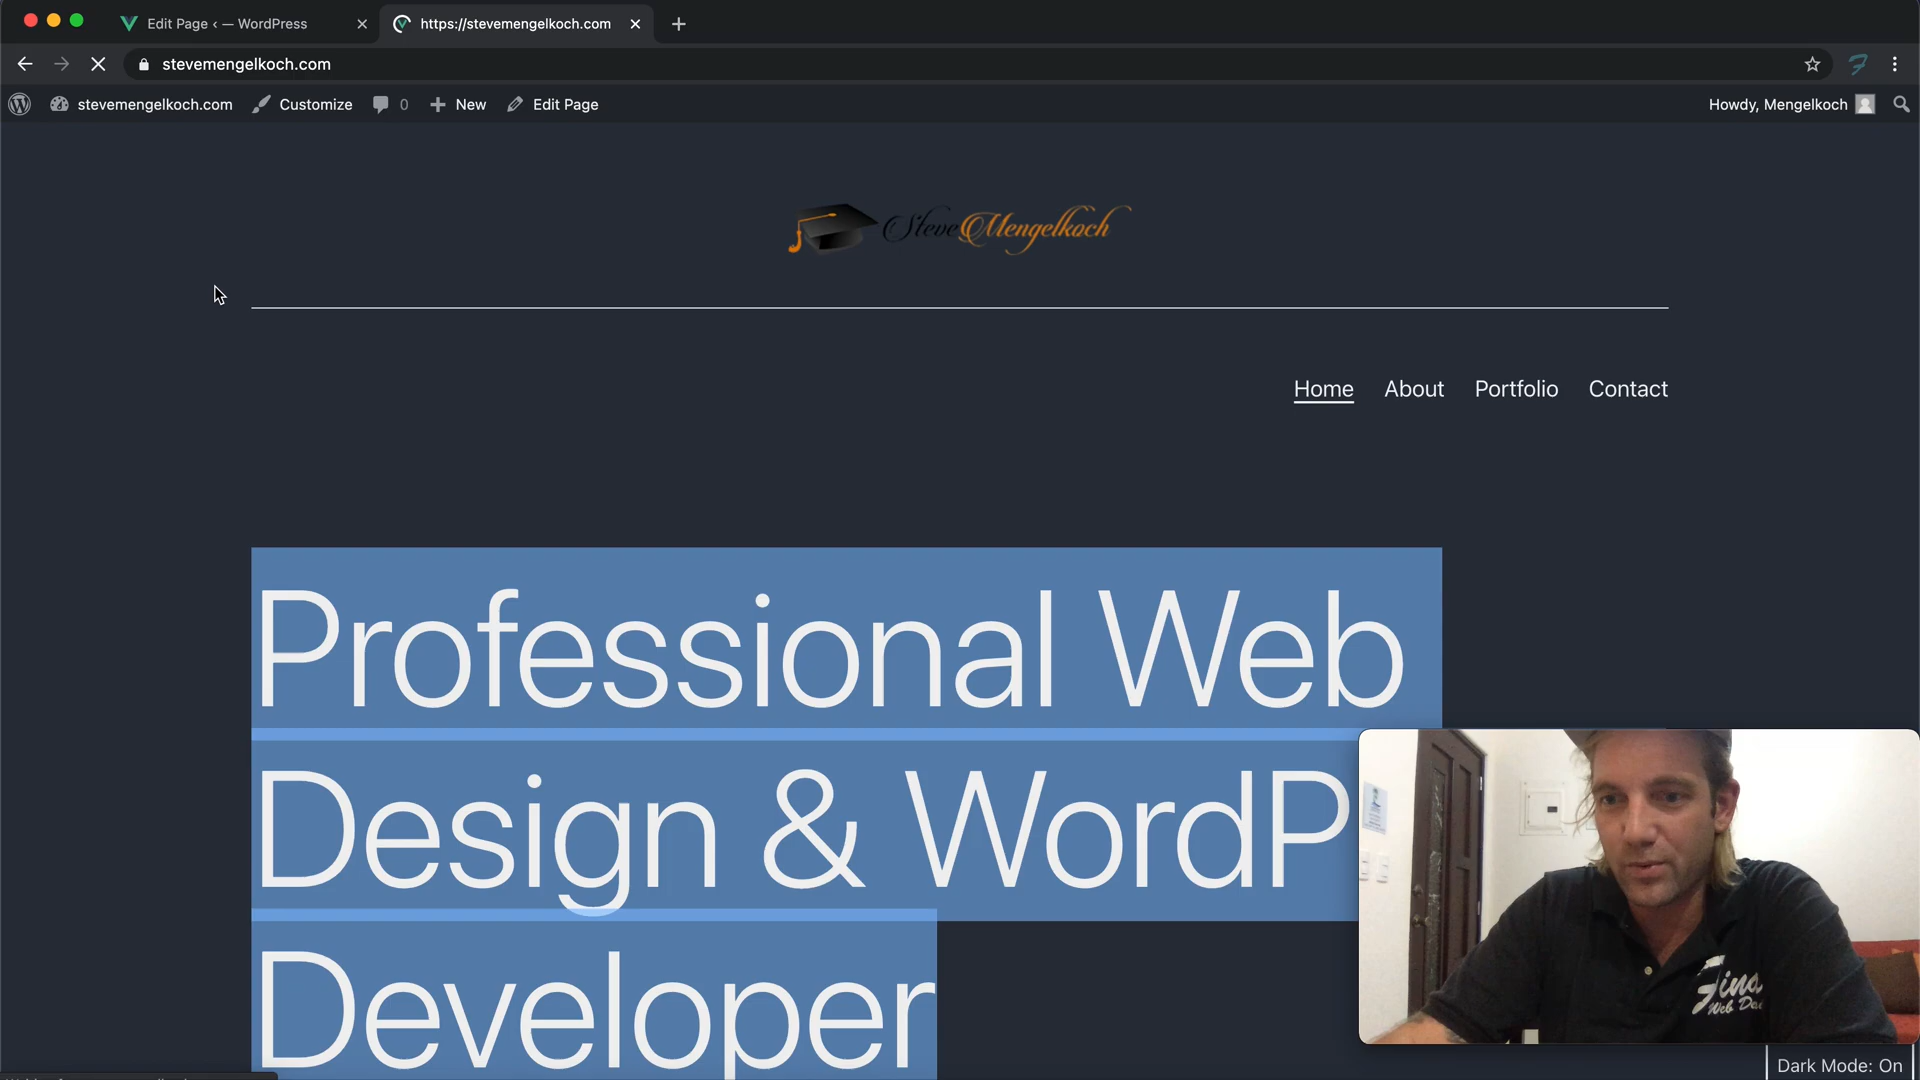 Edit Page ‹ — WordPress
https://stevemengelkoch.com
stevemengelkoch.com
stevemengelkoch.com Customize 0 New Edit Page
Howdy, Mengelkoch
Steve Mengelkoch
Home About Portfolio Contact
Professional Web
Design & WordP
Developer
Web
Dark Mode: On